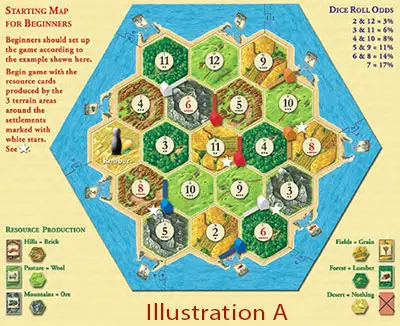 STARTING MAP
FOR BEGINNERS
Beginners should set up
the game according to
the example shown here.
Begin game with the
resource cards
produced by the
3 terrain areas
around the
settlements
marked with
white stars.
See ☆.
DICE ROLL ODDS
2 & 12 = 3%
3 & 11 = 6%
4 & 10 = 8%
5 & 9 = 11%
6 & 8 = 14%
7 = 17%
11
12
9
4
6
5
10
Robber
3
11
4
8
8
10
9
3
5
2
6
RESOURCE PRODUCTION
Hills = Brick
Pasture = Wool
Mountains = Ore
Fields = Grain
Forest = Lumber
Desert = Nothing
Illustration A